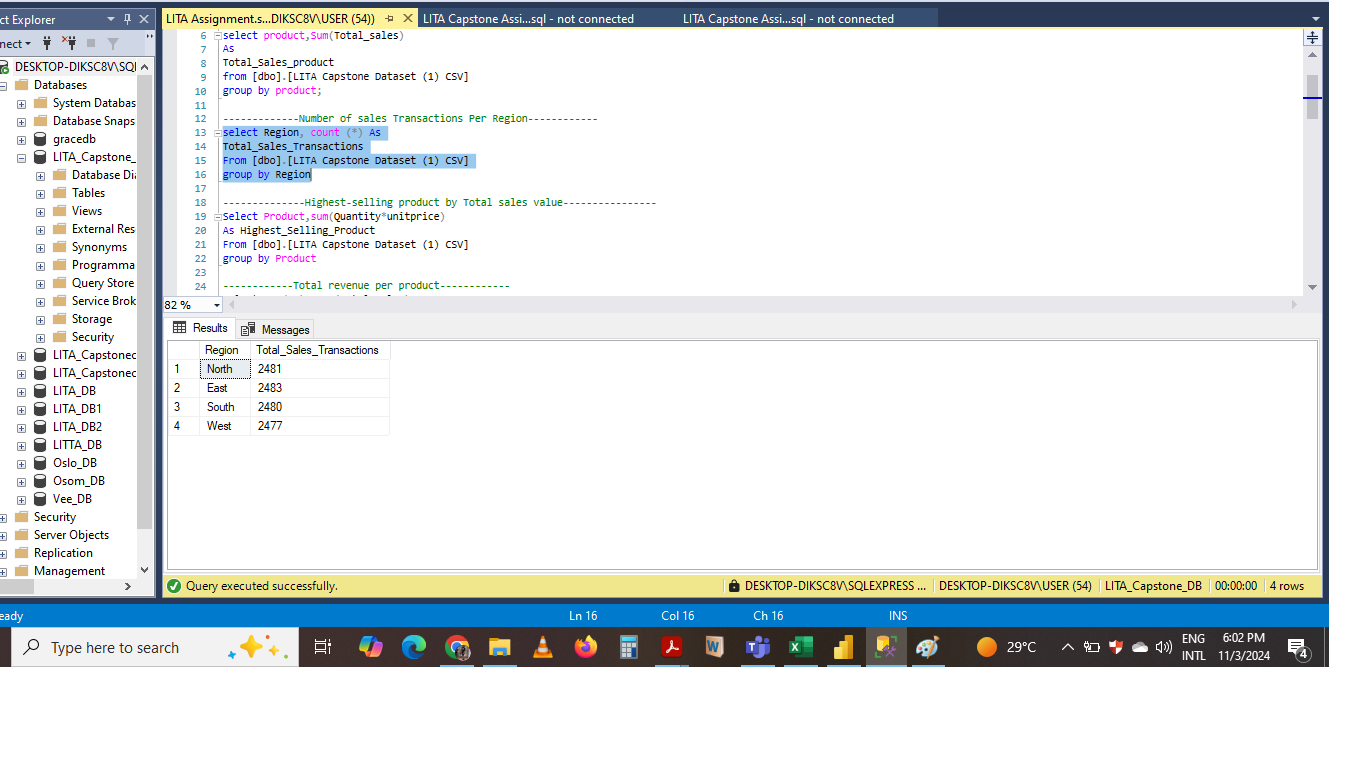 ct Explorer
LITA Assignment.s...DIKSC8V\USER (54))
LITA Capstone Assi...sql - not connected
LITA Capstone Assi...sql - not connected
nect
DESKTOP-DIKSC8V\SQI
Databases
System Databas
Database Snaps
gracedb
LITA_Capstone_
Database Di
Tables
Views
External Res
Synonyms
Programma
Query Store
Service Brok
Storage
Security
LITA_Capstonec
LITA_Capstonec
LITA_DB
LITA_DB1
LITA_DB2
LITTA_DB
Oslo_DB
Osom_DB
Vee_DB
Security
Server Objects
Replication
Management
6 select product,Sum(Total_sales)
7 As
8 Total_Sales_product
9 from [dbo].[LITA Capstone Dataset (1) CSV]
10 group by product;
11
12 -------------Number of sales Transactions Per Region------------
13 select Region, count (*) As
14 Total_Sales_Transactions
15 From [dbo].[LITA Capstone Dataset (1) CSV]
16 group by Region
17
18 --------------Highest-selling product by Total sales value----------------
19 Select Product,sum(Quantity*unitprice)
20 As Highest_Selling_Product
21 From [dbo].[LITA Capstone Dataset (1) CSV]
22 group by Product
23
24 ------------Total revenue per product------------
82 %
Results Messages
Region Total_Sales_Transactions
1 North 2481
2 East 2483
3 South 2480
4 West 2477
Query executed successfully.
DESKTOP-DIKSC8V\SQLEXPRESS ... DESKTOP-DIKSC8V\USER (54) LITA_Capstone_DB 00:00:00 4 rows
eady Ln 16 Col 16 Ch 16 INS
Type here to search
29°C
ENG
INTL
6:02 PM
11/3/2024
4